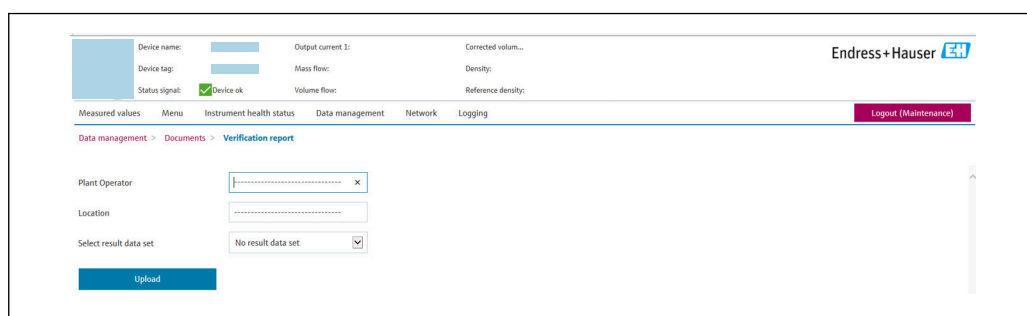 Device name: Output current 1: Corrected volum...
Endress+Hauser EH
Device tag: Mass flow: Density:
Status signal: Device ok Volume flow: Reference density:
Measured values Menu Instrument health status Data management Network Logging Logout (Maintenance)
Data management > Documents > Verification report
Plant Operator -------------------------------- ×
Location --------------------------------
Select result data set No result data set
Upload